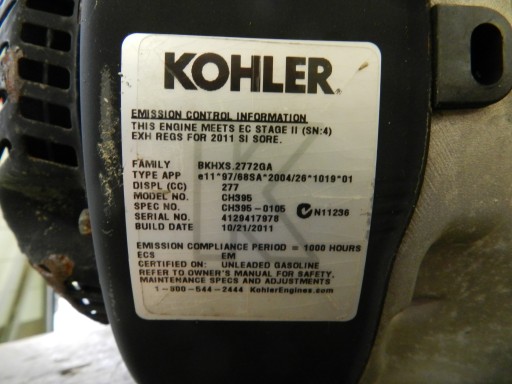 KOHLER
EMISSION CONTROL INFORMATION
THIS ENGINE MEETS EC STAGE II (SN:4)
EXH REGS FOR 2011 SI SORE.
FAMILY BKHXS.2772GA
TYPE APP e11*97/68SA*2004/26*1019*01
DISPL (CC) 277
MODEL NO. CH395
SPEC NO. CH395-0105 N11236
SERIAL NO. 4129417978
BUILD DATE 10/21/2011
EMISSION COMPLIANCE PERIOD = 1000 HOURS
ECS EM
CERTIFIED ON: UNLEADED GASOLINE
REFER TO OWNER'S MANUAL FOR SAFETY,
MAINTENANCE SPECS AND ADJUSTMENTS
1-800-544-2444 KohlerEngines.com